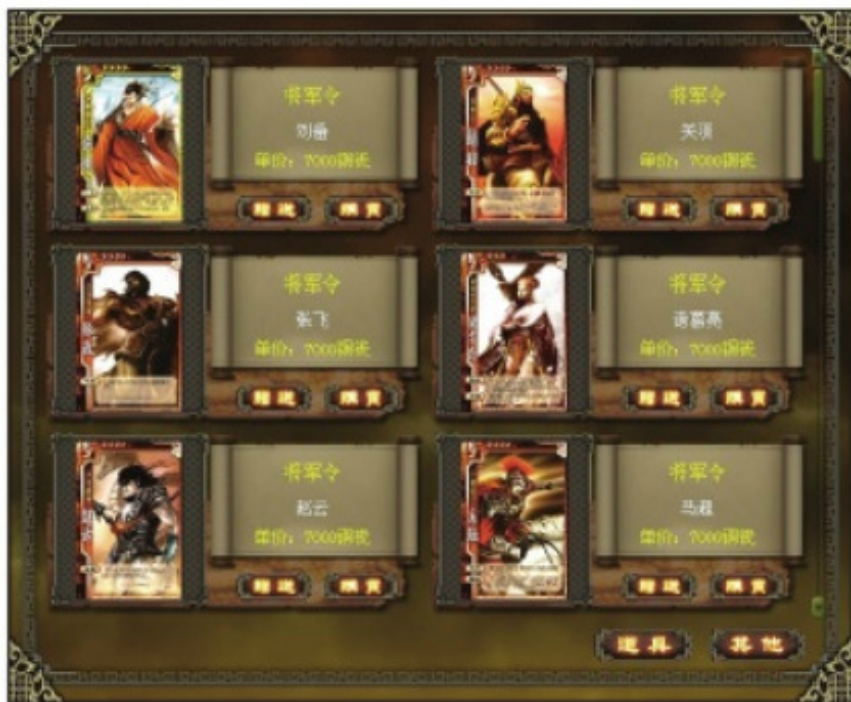 将军令
刘备
单价：7000铜钱
赠送 购买
将军令
关羽
单价：7000铜钱
赠送 购买
将军令
张飞
单价：7000铜钱
赠送 购买
将军令
诸葛亮
单价：7000铜钱
赠送 购买
将军令
赵云
单价：7000铜钱
赠送 购买
将军令
马超
单价：7000铜钱
赠送 购买
道具 其他